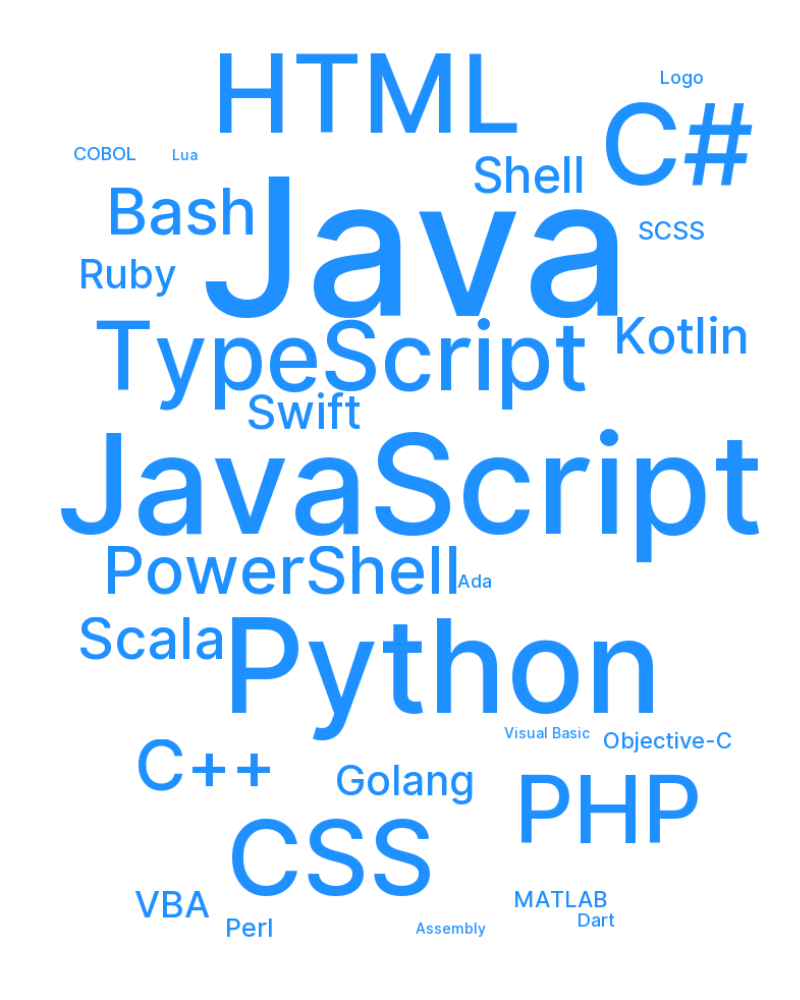 HTML
Logo
C#
COBOL
Lua
Shell
Bash
Java
SCSS
Ruby
TypeScript
Kotlin
Swift
JavaScript
PowerShell
Ada
Scala
Python
Visual Basic
Objective-C
C++
Golang
PHP
CSS
VBA
MATLAB
Dart
Perl
Assembly